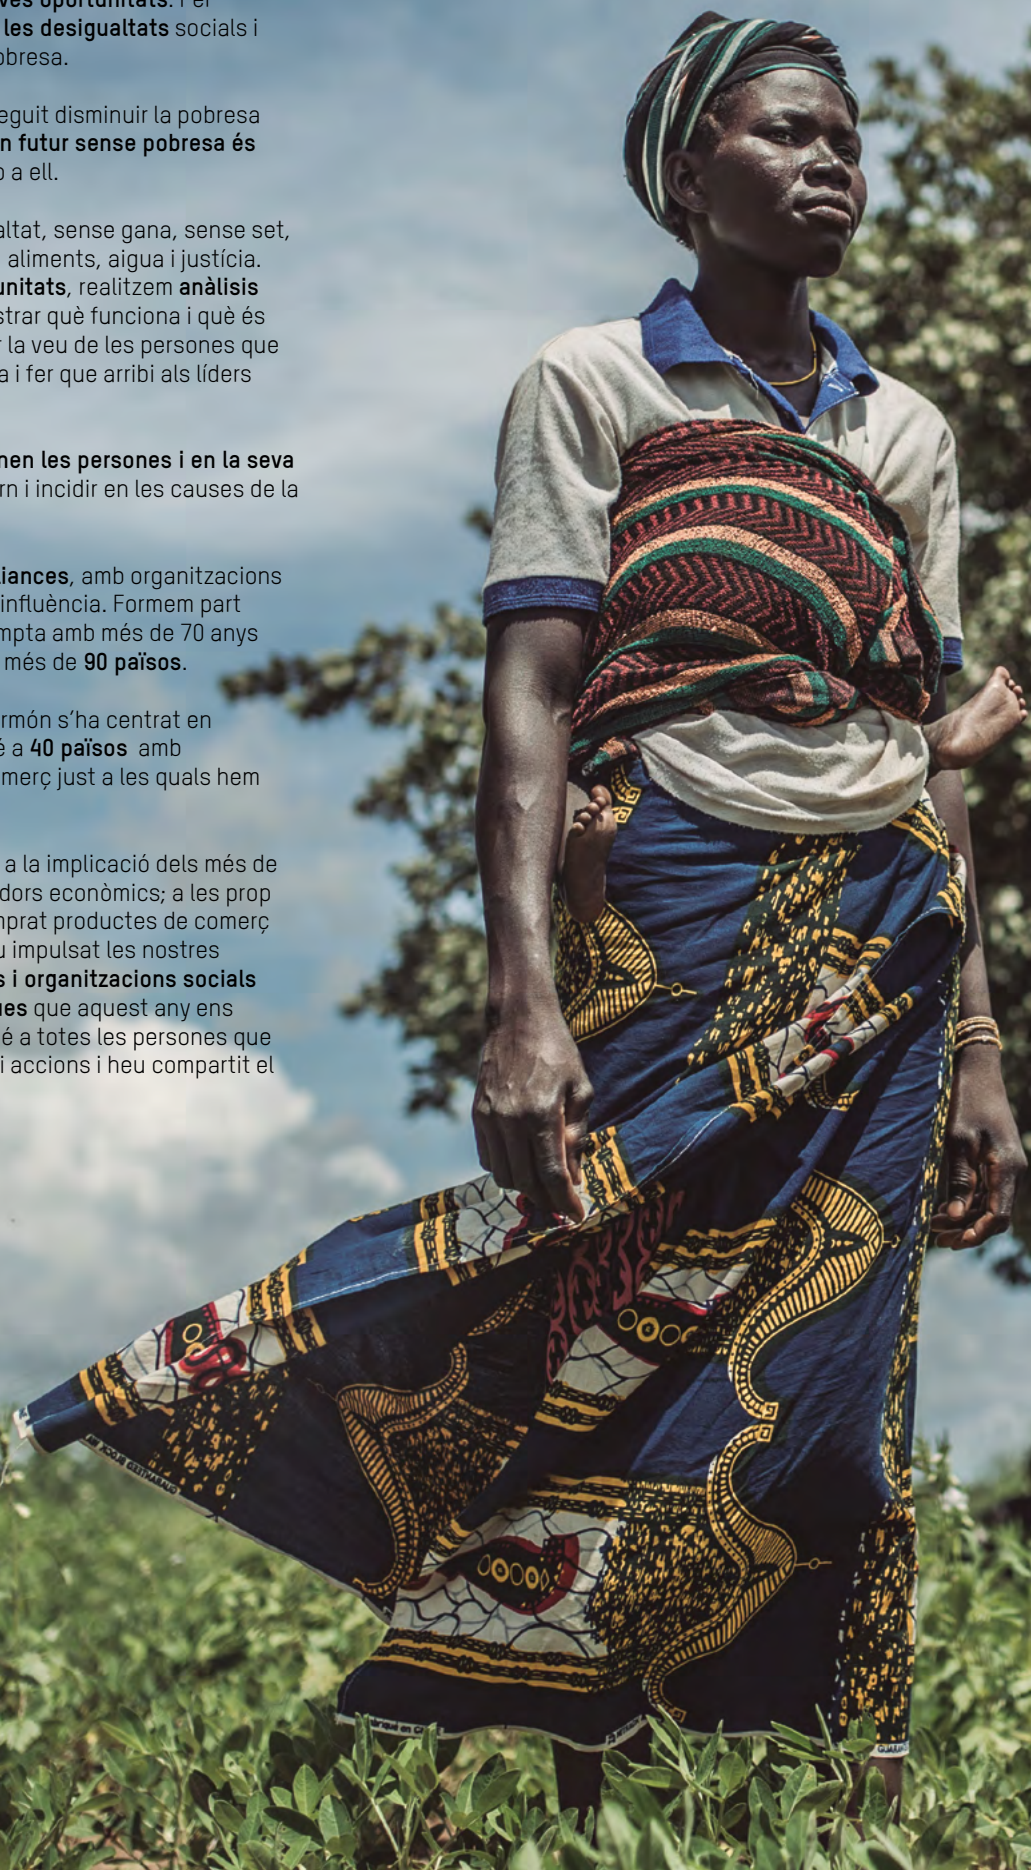 ves oportunitats. Per
les desigualtats socials i
obresa.
eguit disminuir la pobresa
n futur sense pobresa és
o a ell.
altat, sense gana, sense set,
aliments, aigua i justícia.
unitats, realitzem anàlisis
strar què funciona i què és
r la veu de les persones que
a i fer que arribi als líders
nen les persones i en la seva
rn i incidir en les causes de la
liances, amb organitzacions
influència. Formem part
mpta amb més de 70 anys
més de 90 països.
rmón s'ha centrat en
é a 40 països amb
merç just a les quals hem
a la implicació dels més de
dors econòmics; a les prop
mprat productes de comerç
u impulsat les nostres
s i organitzacions socials
ues que aquest any ens
é a totes les persones que
i accions i heu compartit el